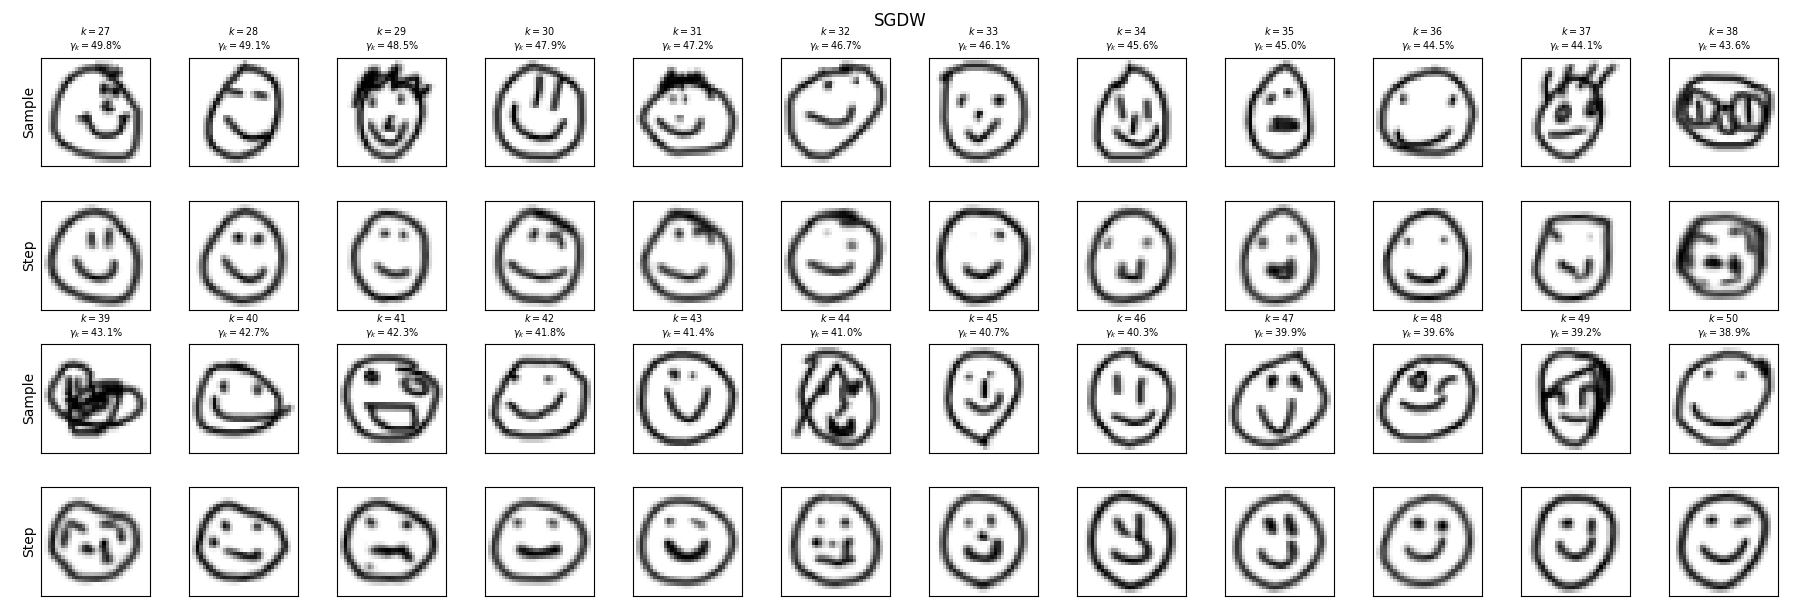 SGDW
k = 27 k = 28 k = 29 k = 30 k = 31 k = 32 k = 33 k = 34 k = 35 k = 36 k = 37 k = 38
γk = 49.8% γk = 49.1% γk = 48.5% γk = 47.9% γk = 47.2% γk = 46.7% γk = 46.1% γk = 45.6% γk = 45.0% γk = 44.5% γk = 44.1% γk = 43.6%
Sample
Step
k = 39 k = 40 k = 41 k = 42 k = 43 k = 44 k = 45 k = 46 k = 47 k = 48 k = 49 k = 50
γk = 43.1% γk = 42.7% γk = 42.3% γk = 41.8% γk = 41.4% γk = 41.0% γk = 40.7% γk = 40.3% γk = 39.9% γk = 39.6% γk = 39.2% γk = 38.9%
Sample
Step